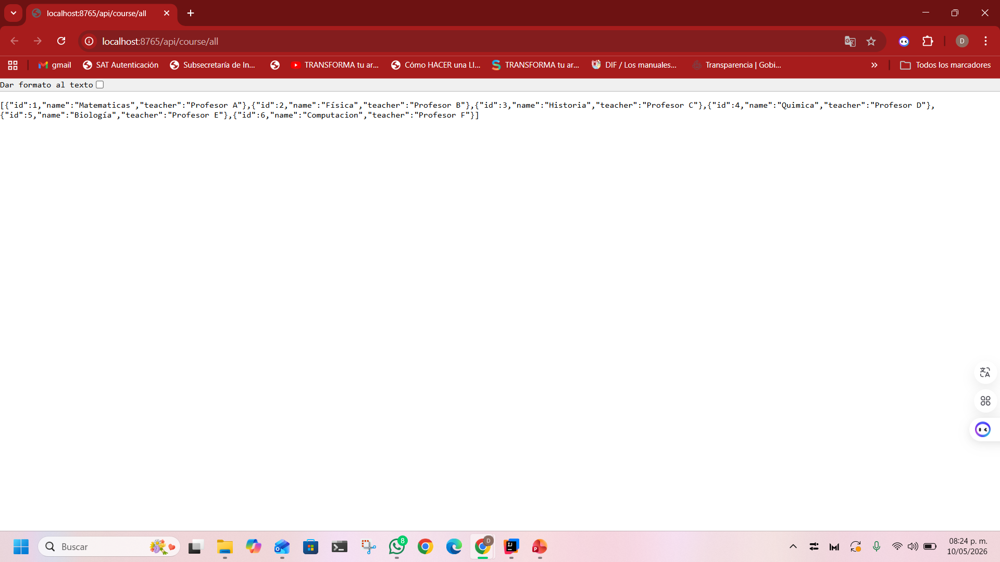 localhost:8765/api/course/all
localhost:8765/api/course/all
D
gmail
SAT Autenticación
Subsecretaría de In...
TRANSFORMA tu ar...
Cómo HACER una LI...
TRANSFORMA tu ar...
DIF / Los manuales...
Transparencia | Gobi...
Todos los marcadores
Dar formato al texto
[{"id":1,"name":"Matematicas","teacher":"Profesor A"},{"id":2,"name":"Física","teacher":"Profesor B"},{"id":3,"name":"Historia","teacher":"Profesor C"},{"id":4,"name":"Quimica","teacher":"Profesor D"},
{"id":5,"name":"Biología","teacher":"Profesor E"},{"id":6,"name":"Computacion","teacher":"Profesor F"}]
Buscar
8
D
08:24 p. m.
10/05/2026